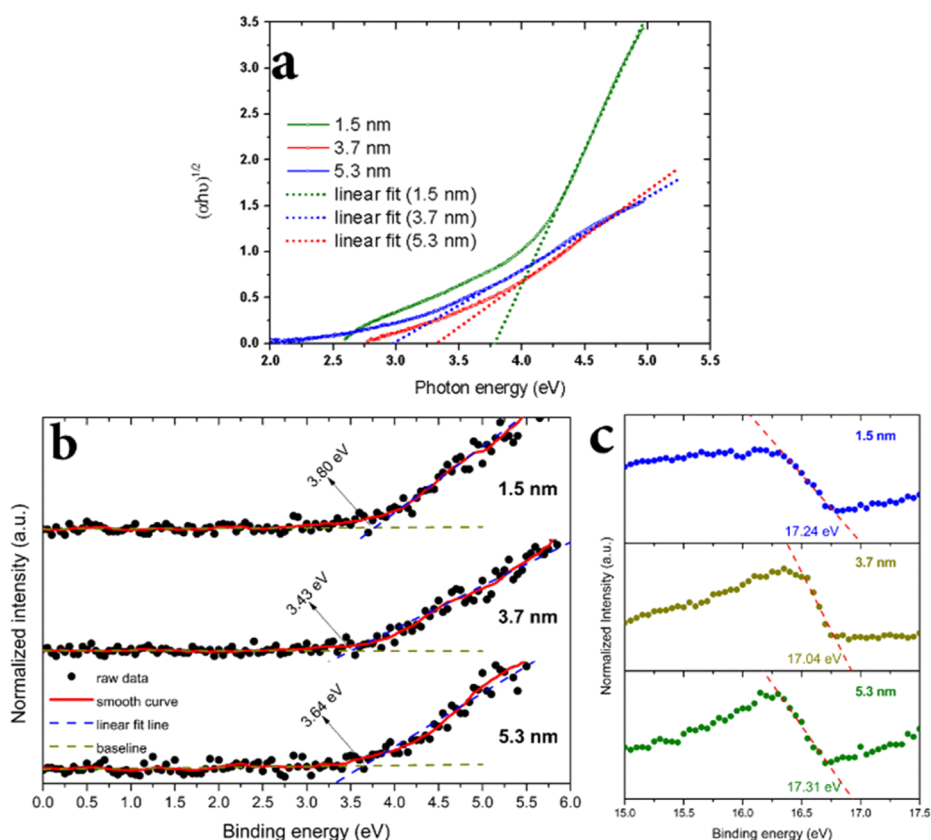 a
3.5
3.0
2.5
2.0
1.5
1.0
0.5
0.0
(αhυ)1/2
1.5 nm
3.7 nm
5.3 nm
linear fit (1.5 nm)
linear fit (3.7 nm)
linear fit (5.3 nm)
2.0 2.5 3.0 3.5 4.0 4.5 5.0 5.5
Photon energy (eV)
b
Normalized intensity (a.u.)
3.80 eV
1.5 nm
3.43 eV
3.7 nm
3.64 eV
5.3 nm
raw data
smooth curve
linear fit line
baseline
0.0 0.5 1.0 1.5 2.0 2.5 3.0 3.5 4.0 4.5 5.0 5.5 6.0
Binding energy (eV)
c
Normalized Intensity (a.u.)
1.5 nm
17.24 eV
3.7 nm
17.04 eV
5.3 nm
17.31 eV
15.0 15.5 16.0 16.5 17.0 17.5
Binding energy (eV)